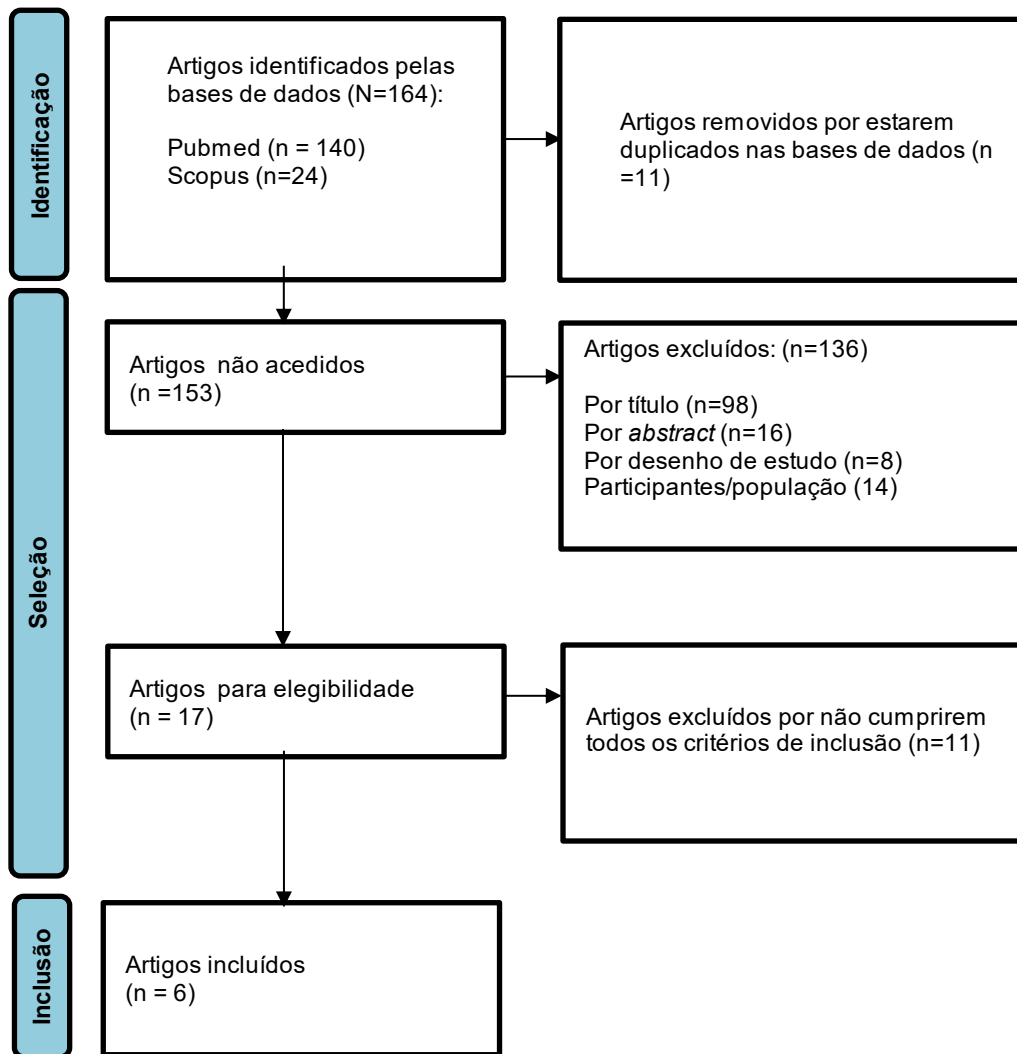 Identificação
Artigos identificados pelas
bases de dados (N=164):
Pubmed (n = 140)
Scopus (n=24)
Artigos removidos por estarem
duplicados nas bases de dados (n
=11)
Seleção
Artigos não acedidos
(n =153)
Artigos excluídos: (n=136)
Por título (n=98)
Por abstract (n=16)
Por desenho de estudo (n=8)
Participantes/população (14)
Artigos para elegibilidade
(n = 17)
Artigos excluídos por não cumprirem
todos os critérios de inclusão (n=11)
Inclusão
Artigos incluídos
(n = 6)